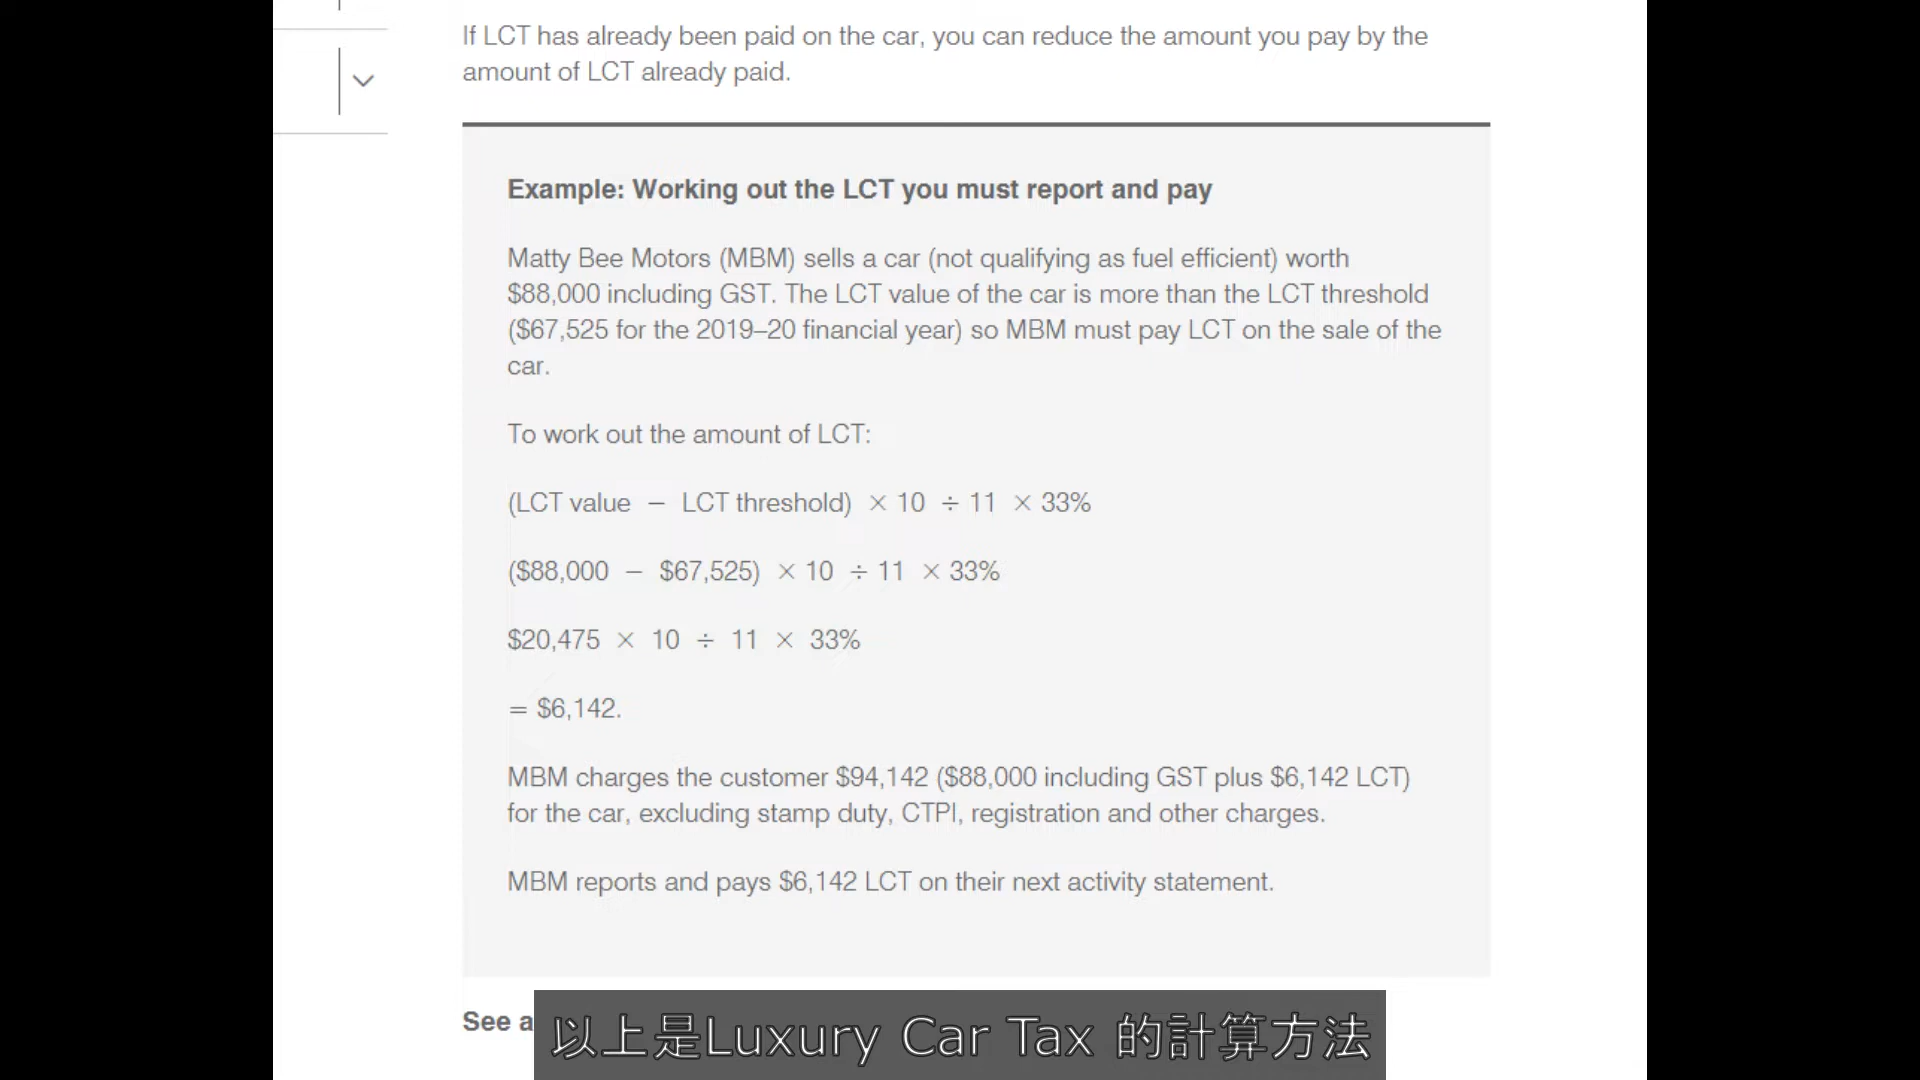 If LCT has already been paid on the car, you can reduce the amount you pay by the
amount of LCT already paid.
Example: Working out the LCT you must report and pay
Matty Bee Motors (MBM) sells a car (not qualifying as fuel efficient) worth
$88,000 including GST. The LCT value of the car is more than the LCT threshold
($67,525 for the 2019–20 financial year) so MBM must pay LCT on the sale of the
car.
To work out the amount of LCT:
(LCT value − LCT threshold) × 10 ÷ 11 × 33%
($88,000 − $67,525) × 10 ÷ 11 × 33%
$20,475 × 10 ÷ 11 × 33%
= $6,142.
MBM charges the customer $94,142 ($88,000 including GST plus $6,142 LCT)
for the car, excluding stamp duty, CTPI, registration and other charges.
MBM reports and pays $6,142 LCT on their next activity statement.
See
以上是Luxury Car Tax 的計算方法